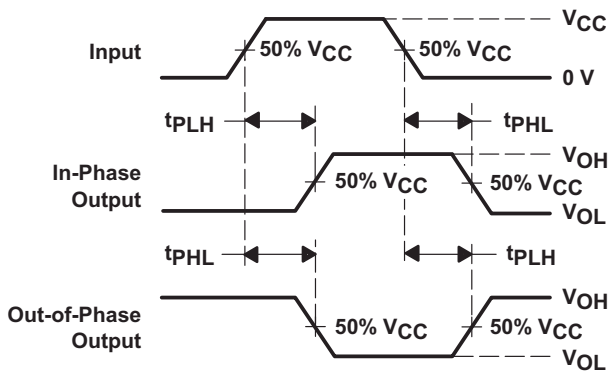 VCC
Input
50% VCC
50% VCC
0 V
tPLH
tPHL
In-Phase
Output
VOH
50% VCC
50% VCC
VOL
tPHL
tPLH
Out-of-Phase
Output
VOH
50% VCC
50% VCC
VOL